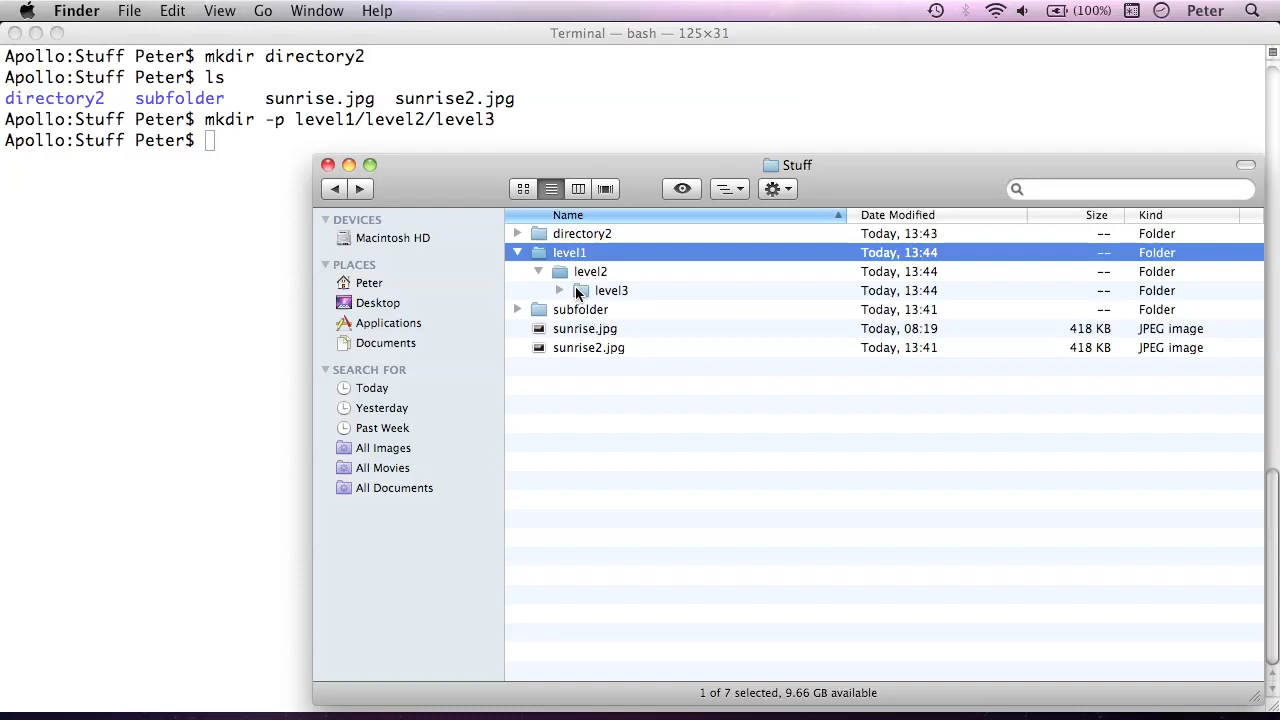 Finder File Edit View Go Window Help (100%) Peter
Terminal — bash — 125×31
Apollo:Stuff Peter$ mkdir directory2
Apollo:Stuff Peter$ ls
directory2 subfolder sunrise.jpg sunrise2.jpg
Apollo:Stuff Peter$ mkdir -p level1/level2/level3
Apollo:Stuff Peter$
Stuff
DEVICES
Macintosh HD
PLACES
Peter
Desktop
Applications
Documents
SEARCH FOR
Today
Yesterday
Past Week
All Images
All Movies
All Documents
Name Date Modified Size Kind
directory2 Today, 13:43 -- Folder
level1 Today, 13:44 -- Folder
level2 Today, 13:44 -- Folder
level3 Today, 13:44 -- Folder
subfolder Today, 13:41 -- Folder
sunrise.jpg Today, 08:19 418 KB JPEG image
sunrise2.jpg Today, 13:41 418 KB JPEG image
1 of 7 selected, 9.66 GB available